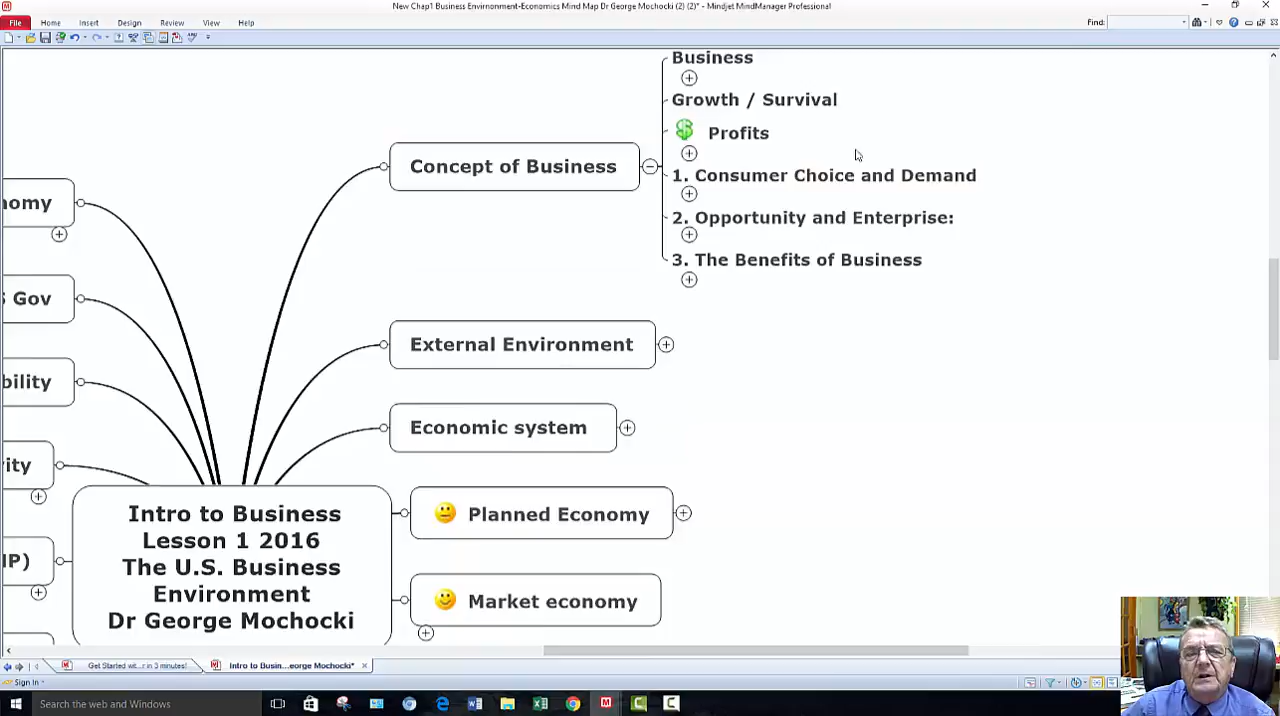 New Chap1 Business Envirronment-Economics Mind Map Dr George Mochocki (2) (2)* - Mindjet MindManager Professional
File Home Insert Design Review View Help Find:
Business
Growth / Survival
Profits
Concept of Business
1. Consumer Choice and Demand
2. Opportunity and Enterprise:
3. The Benefits of Business
nomy
S Gov
External Environment
bility
Economic system
ity
Planned Economy
Intro to Business
Lesson 1 2016
The U.S. Business
Environment
Dr George Mochocki
IP)
Market economy
Get Started wit...r in 3 minutes! Intro to Busin...eorge Mochocki*
Sign In
Search the web and Windows